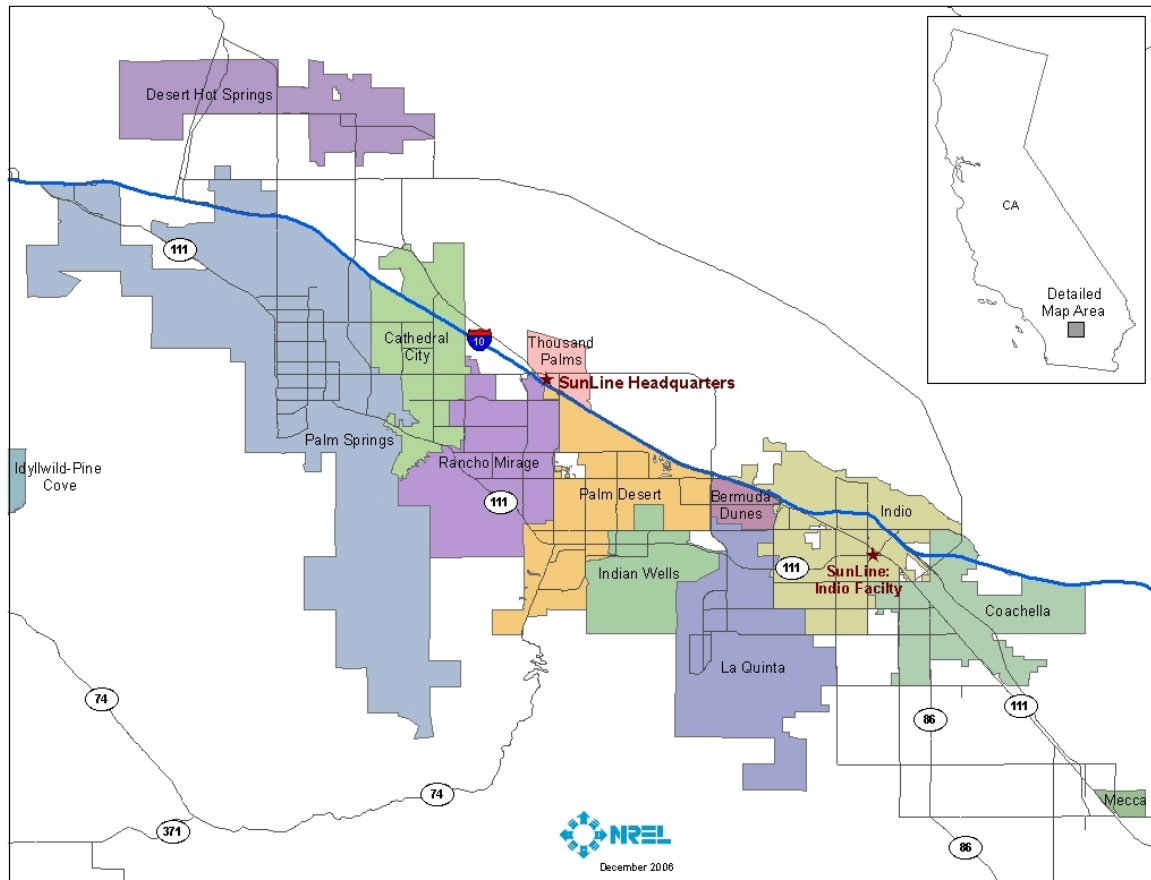 Desert Hot Springs
CA
111
Detailed
Map Area
10
Cathedral
City
Thousand
Palms
SunLine Headquarters
Palm Springs
Idyllwild-Pine
Cove
Rancho Mirage
111
Palm Desert
Bermuda
Dunes
Indio
111
SunLine:
Indio Facilty
Indian Wells
Coachella
La Quinta
74
86
111
74
Mecca
371
86
NREL
December 2006